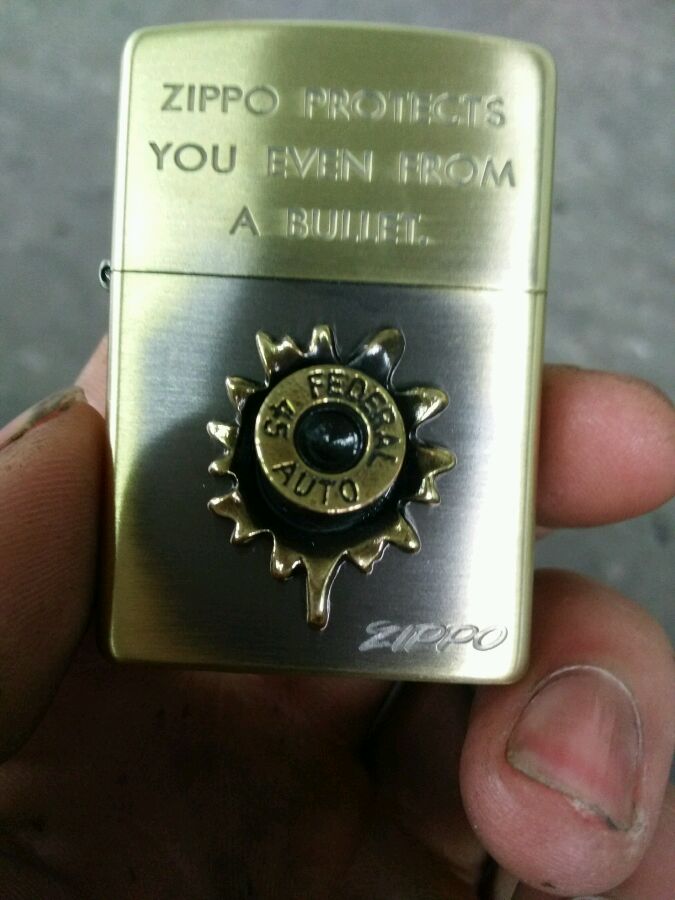 ZIPPO PROTECTS
YOU EVEN FROM
A BULLET.
FEDERAL
45
AUTO
ZIPPO